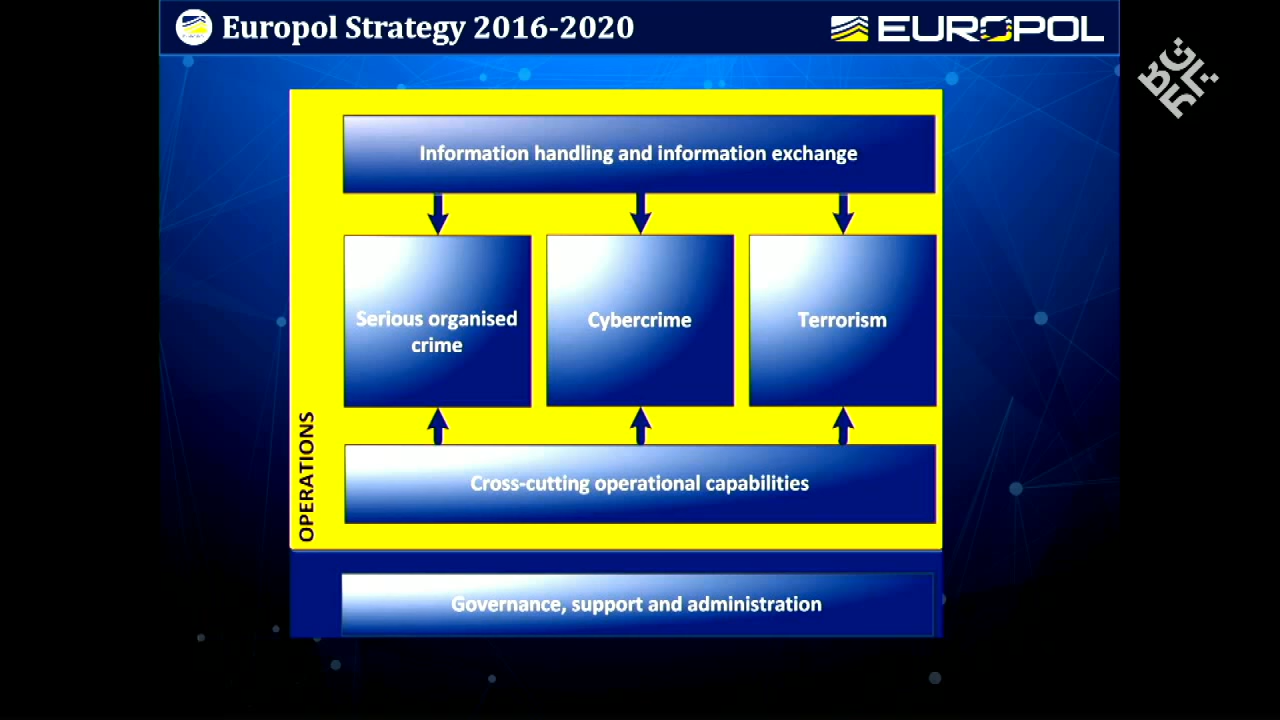 Europol Strategy 2016-2020
EUROPOL
Information handling and information exchange
Serious organised
crime
Cybercrime
Terrorism
OPERATIONS
Cross-cutting operational capabilities
Governance, support and administration